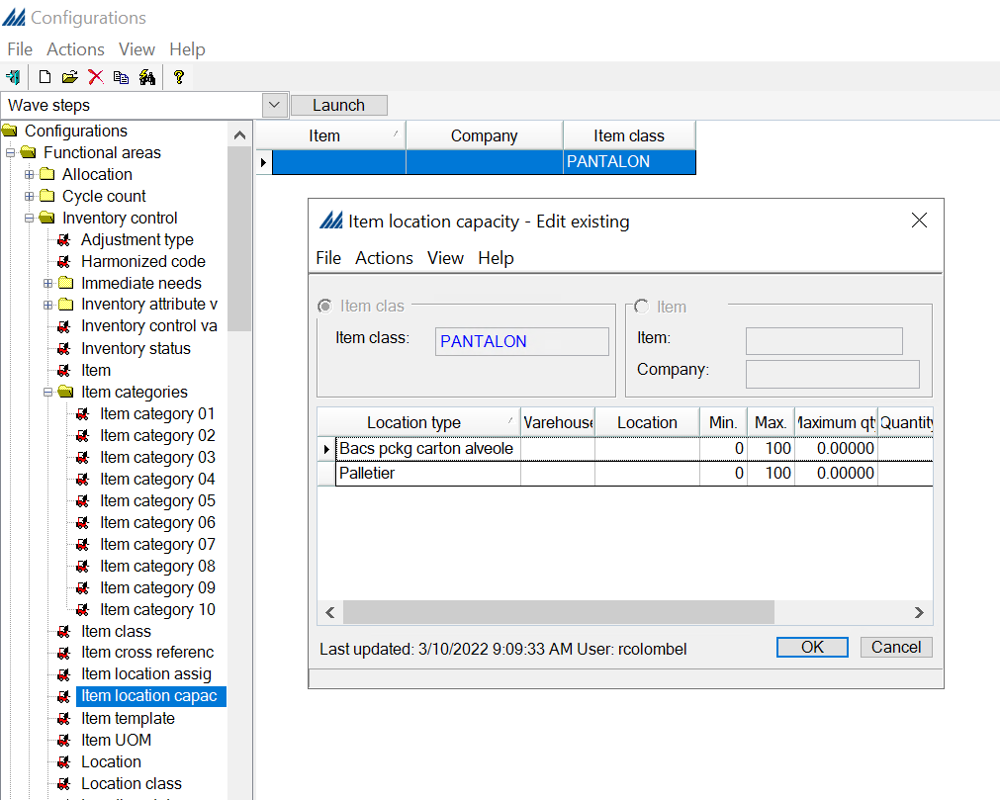 Configurations
File Actions View Help
Wave steps Launch
Configurations
Functional areas
Allocation
Cycle count
Inventory control
Adjustment type
Harmonized code
Immediate needs
Inventory attribute v
Inventory control va
Inventory status
Item
Item categories
Item category 01
Item category 02
Item category 03
Item category 04
Item category 05
Item category 06
Item category 07
Item category 08
Item category 09
Item category 10
Item class
Item cross referenc
Item location assig
Item location capac
Item template
Item UOM
Location
Location class
Item Company Item class
PANTALON
Item location capacity - Edit existing
File Actions View Help
Item clas
Item class: PANTALON
Item
Item:
Company:
Location type Warehouse Location Min. Max. Maximum qt Quantity
Bacs pckg carton alveole 0 100 0.00000
Palletier 0 100 0.00000
Last updated: 3/10/2022 9:09:33 AM User: rcolombel OK Cancel